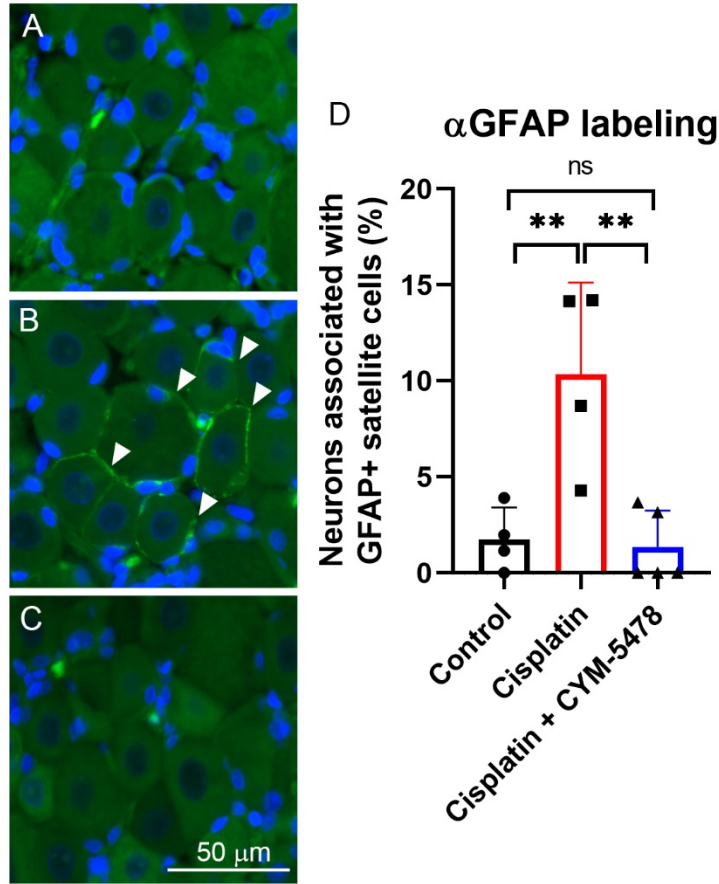 A
B
C
50 μm
D
αGFAP labeling
ns
** **
Neurons associated with
GFAP+ satellite cells (%)
20
15
10
5
0
Control
Cisplatin
Cisplatin + CYM-5478